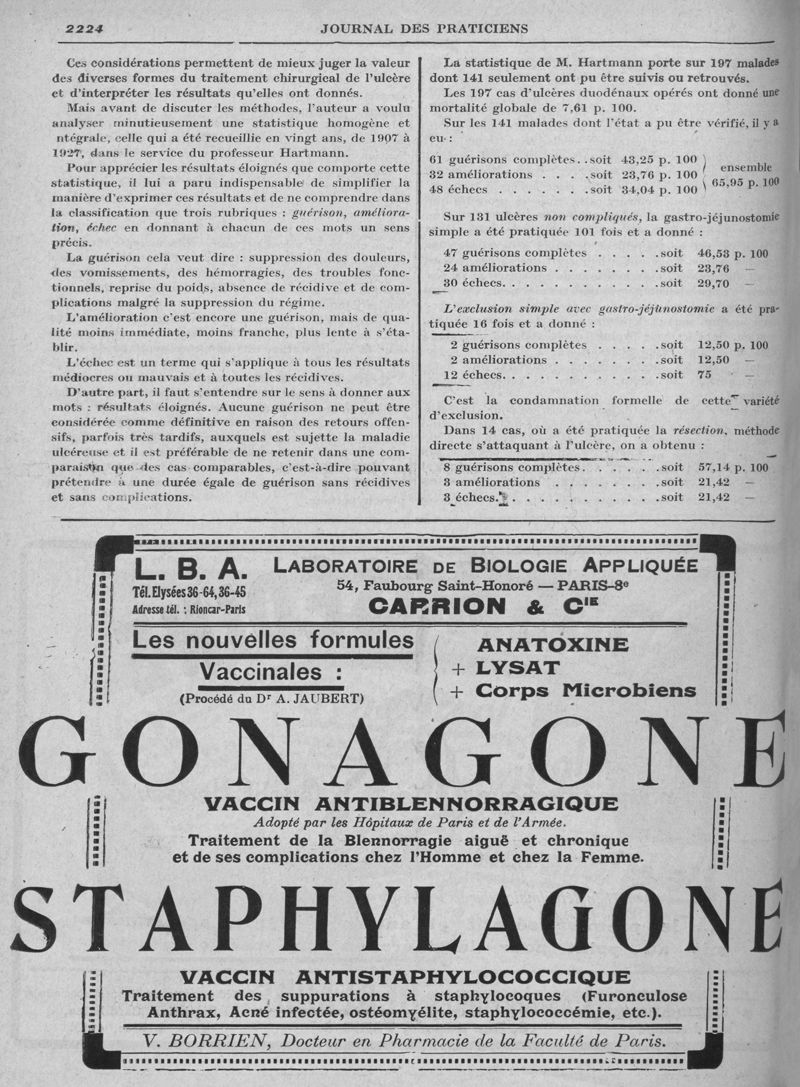 2224
JOURNAL DES PRATICIENS
Ces considérations permettent de mieux juger la valeur
des diverses formes du traitement chirurgical de l'ulcère
et d'interpréter les résultats qu'elles ont donnés.
Mais avant de discuter les méthodes, l'auteur a voulu
analyser minutieusement une statistique homogène et
ntégrale, celle qui a été recueillie en vingt ans, de 1907 à
1927, dans le service du professeur Hartmann.
Pour apprécier les résultats éloignés que comporte cette
statistique, il lui a paru indispensable de simplifier la
manière d'exprimer ces résultats et de ne comprendre dans
la classification que trois rubriques : guérison, améliora-
tion, échec en donnant à chacun de ces mots un sens
précis.
La guérison cela veut dire : suppression des douleurs,
des vomissements, des hémorragies, des troubles fonc-
tionnels, reprise du poids, absence de récidive et de com-
plications malgré la suppression du régime.
L'amélioration c'est encore une guérison, mais de qua-
lité moins immédiate, moins franche, plus lente à s'éta-
blir.
L'échec est un terme qui s'applique à tous les résultats
médiocres ou mauvais et à toutes les récidives.
D'autre part, il faut s'entendre sur le sens à donner aux
mots : résultats éloignés. Aucune guérison ne peut être
considérée comme définitive en raison des retours offen-
sifs, parfois très tardifs, auxquels est sujette la maladie
ulcéreuse et il est préférable de ne retenir dans une com-
paraison que des cas comparables, c'est-à-dire pouvant
prétendre à une durée égale de guérison sans récidives
et sans complications.
La statistique de M. Hartmann porte sur 197 malades
dont 141 seulement ont pu être suivis ou retrouvés.
Les 197 cas d'ulcères duodénaux opérés ont donné une
mortalité globale de 7,61 p. 100.
Sur les 141 malades dont l'état a pu être vérifié, il y a
eu :
61 guérisons complètes. . soit 43,25 p. 100
32 améliorations . . . . soit 23,76 p. 100
48 échecs . . . . . . . soit 34,04 p. 100
ensemble
65,95 p. 100
Sur 131 ulcères non compliqués, la gastro-jéjunostomie
simple a été pratiquée 101 fois et a donné :
47 guérisons complètes . . . . . soit 46,53 p. 100
24 améliorations . . . . . . . . soit 23,76 —
30 échecs. . . . . . . . . . . . soit 29,70 —
L'exclusion simple avec gastro-jéjunostomie a été pra-
tiquée 16 fois et a donné :
2 guérisons complètes . . . . . soit 12,50 p. 100
2 améliorations . . . . . . . . soit 12,50 —
12 échecs. . . . . . . . . . . . soit 75 —
C'est la condamnation formelle de cette variété
d'exclusion.
Dans 14 cas, où a été pratiquée la résection, méthode
directe s'attaquant à l'ulcère, on a obtenu :
8 guérisons complètes. . . . . . soit 57,14 p. 100
3 améliorations . . . . . . . . soit 21,42 —
3 échecs. . . . . . . . . . . . soit 21,42 —
L. B. A.
Tél. Elysées 36-64, 36-45
Adresse tél. : Rioncar-Paris
LABORATOIRE DE BIOLOGIE APPLIQUÉE
54, Faubourg Saint-Honoré — PARIS-8e
CARRION & CIE
Les nouvelles formules
Vaccinales :
(Procédé du Dr A. JAUBERT)
ANATOXINE
+ LYSAT
+ Corps Microbiens
GONAGONE
VACCIN ANTIBLENNORRAGIQUE
Adopté par les Hôpitaux de Paris et de l'Armée.
Traitement de la Blennorragie aiguë et chronique
et de ses complications chez l'Homme et chez la Femme.
STAPHYLAGONE
VACCIN ANTISTAPHYLOCOCCIQUE
Traitement des suppurations à staphylocoques (Furonculose
Anthrax, Acné infectée, ostéomyélite, staphylococcémie, etc.).
V. BORRIEN, Docteur en Pharmacie de la Faculté de Paris.